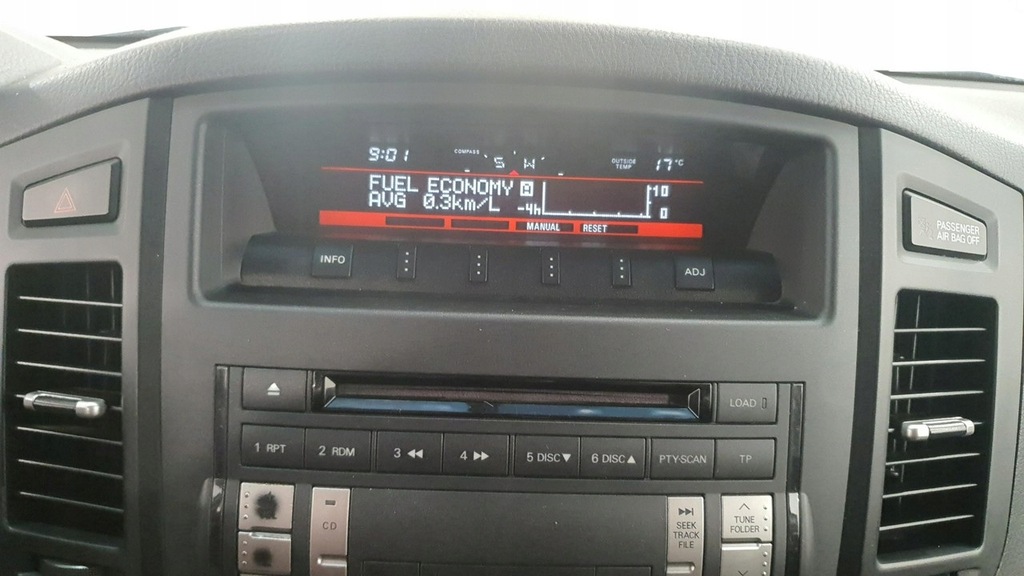 9:01 COMPASS S W OUTSIDE TEMP 17°C
FUEL ECONOMY R 10
AVG 0.3km/L -4h 0
MANUAL RESET
INFO ADJ
PASSENGER
AIR BAG OFF
LOAD
1 RPT 2 RDM 3 ◀◀ 4 ▶▶ 5 DISC▼ 6 DISC▲ PTY-SCAN TP
CD
SEEK
TRACK
FILE
TUNE
FOLDER